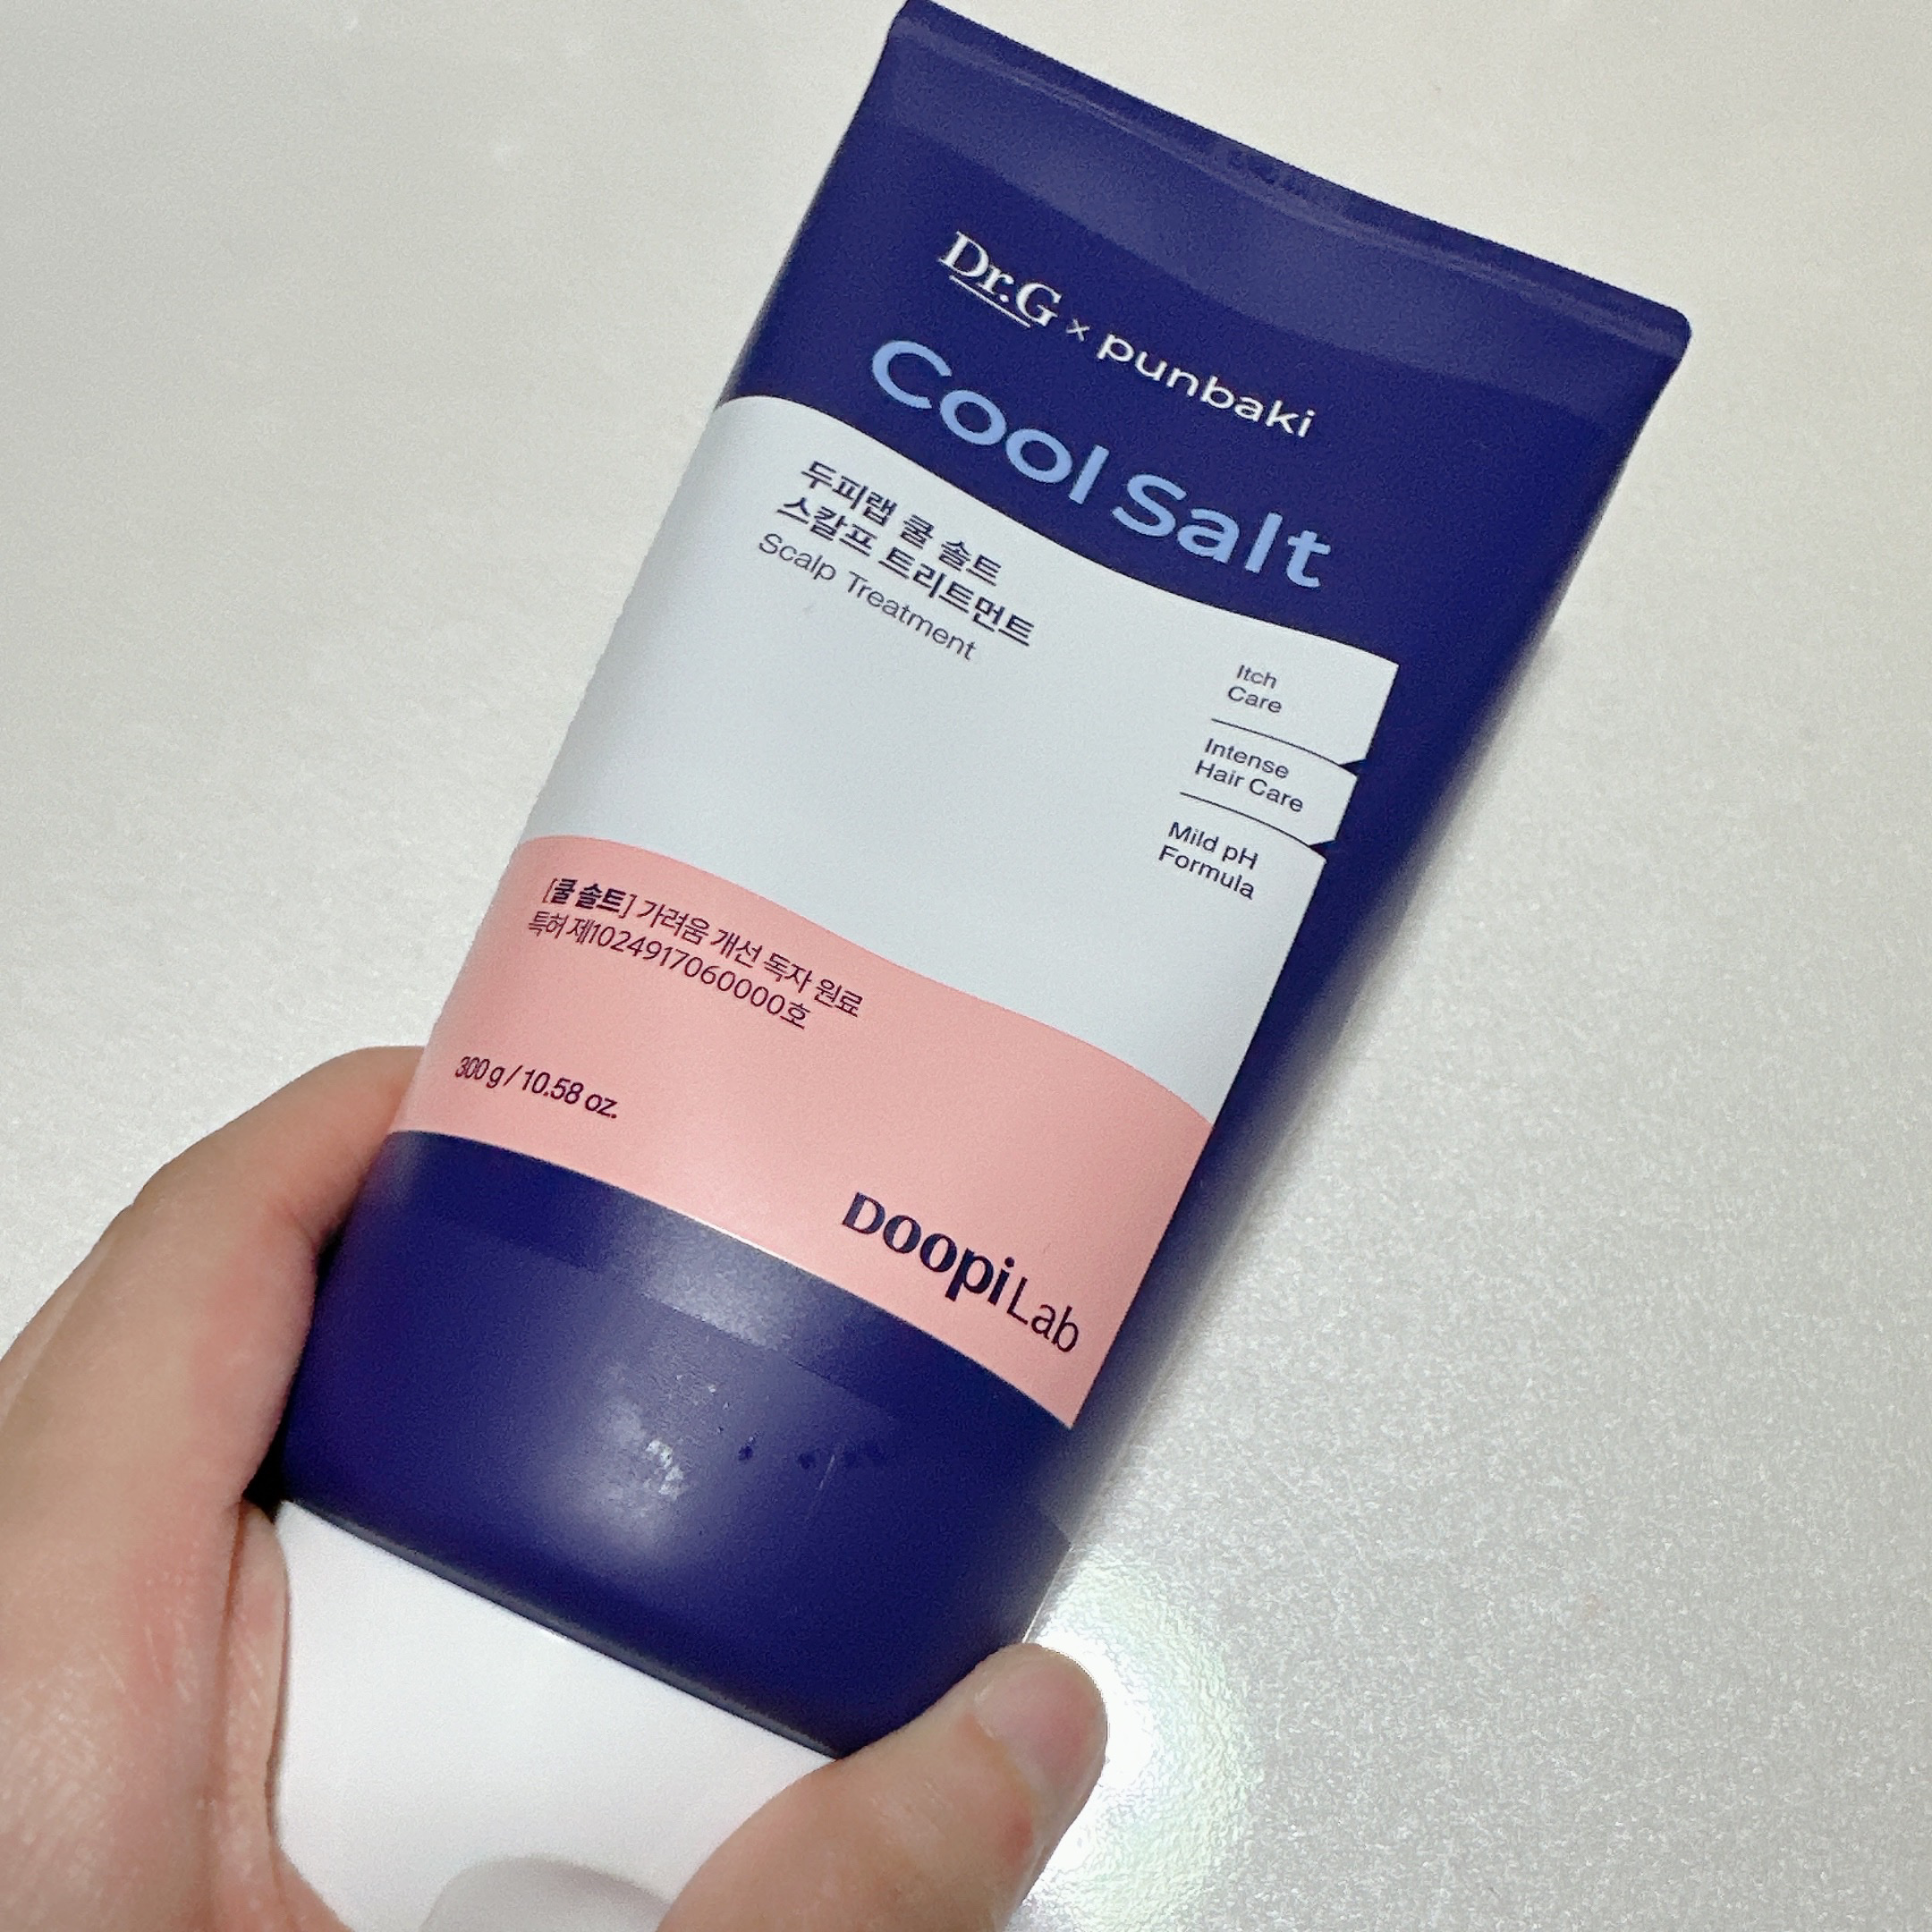 Dr.G × punbaki
Cool Salt
두피랩 쿨 솔트
스칼프 트리트먼트
Scalp Treatment
Itch
Care
Intense
Hair Care
Mild pH
Formula
[쿨 솔트] 가려움 개선 독자 원료
특허 제1024917060000호
300 g / 10.58 oz.
Doopi Lab